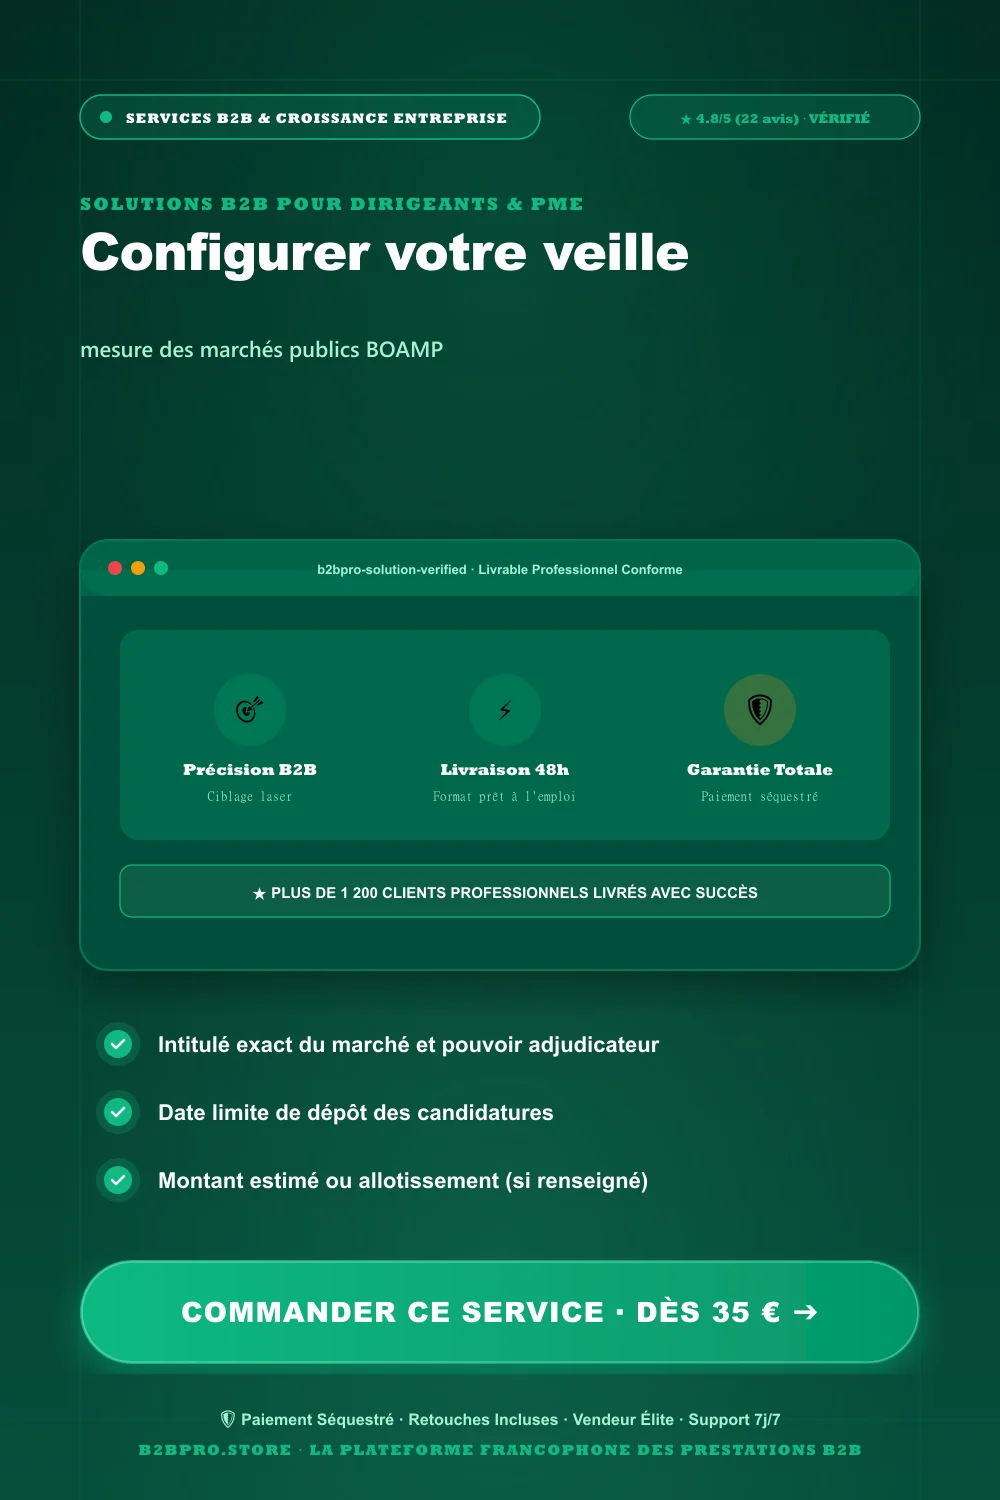 SERVICES B2B & CROISSANCE ENTREPRISE
★ 4.8/5 (22 avis) · VÉRIFIÉ
SOLUTIONS B2B POUR DIRIGEANTS & PME
Configurer votre veille
mesure des marchés publics BOAMP
b2bpro-solution-verified · Livrable Professionnel Conforme
Précision B2B
Ciblage laser
Livraison 48h
Format prêt à l'emploi
Garantie Totale
Paiement séquestré
★ PLUS DE 1 200 CLIENTS PROFESSIONNELS LIVRÉS AVEC SUCCÈS
Intitulé exact du marché et pouvoir adjudicateur
Date limite de dépôt des candidatures
Montant estimé ou allotissement (si renseigné)
COMMANDER CE SERVICE · DÈS 35 € →
Paiement Séquestré · Retouches Incluses · Vendeur Élite · Support 7j/7
B2BPRO.STORE · LA PLATEFORME FRANCOPHONE DES PRESTATIONS B2B